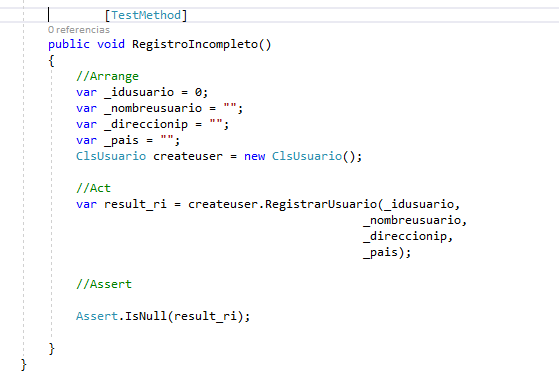 [TestMethod]
0 referencias
public void RegistroIncompleto()
{
//Arrange
var _idusuario = 0;
var _nombreusuario = "";
var _direccionip = "";
var _pais = "";
ClsUsuario createuser = new ClsUsuario();
//Act
var result_ri = createuser.RegistrarUsuario(_idusuario,
_nombreusuario,
_direccionip,
_pais);
//Assert
Assert.IsNull(result_ri);
}
}